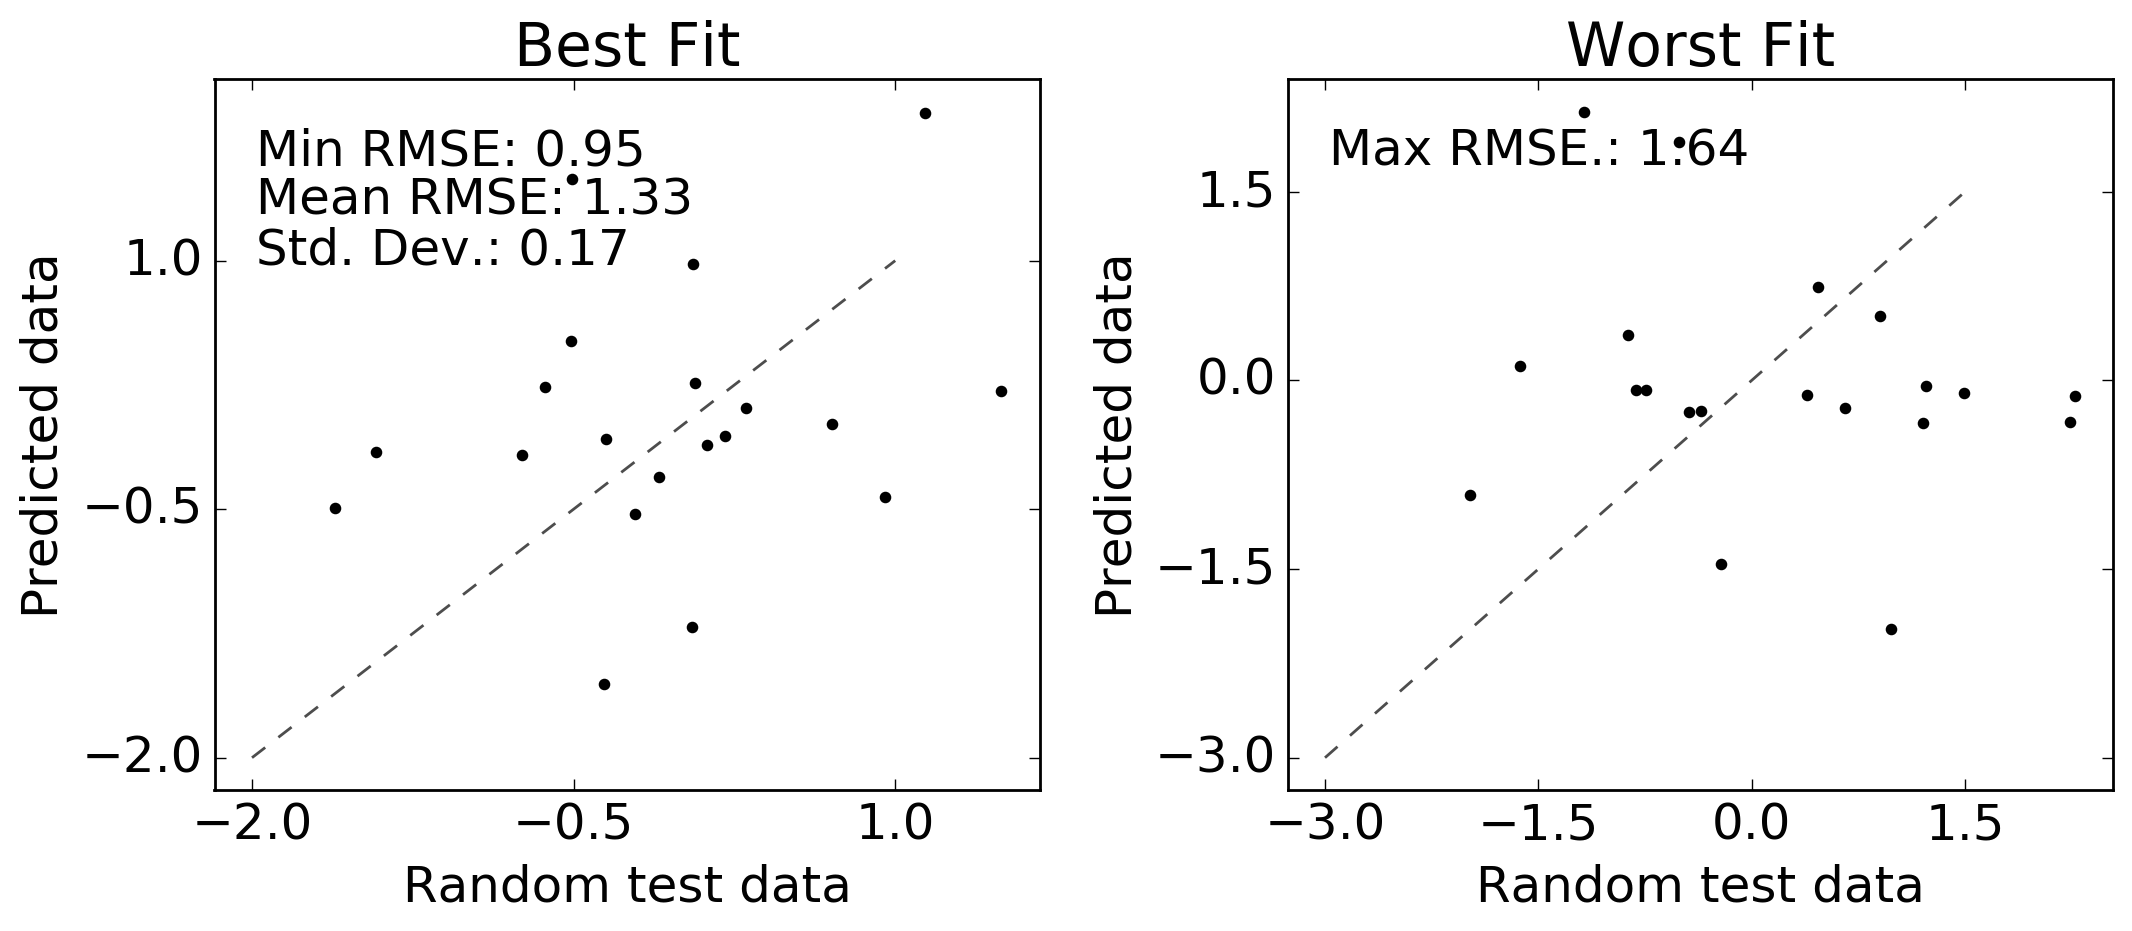 Best Fit
Min RMSE: 0.95
Mean RMSE: 1.33
Std. Dev.: 0.17
1.0
−0.5
−2.0
Predicted data
−2.0 −0.5 1.0
Random test data
Worst Fit
Max RMSE.: 1.64
1.5
0.0
−1.5
−3.0
Predicted data
−3.0 −1.5 0.0 1.5
Random test data